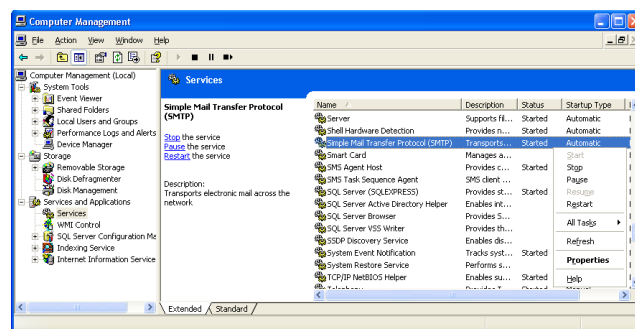 Computer Management
File Action View Window Help
Computer Management (Local)
System Tools
Event Viewer
Shared Folders
Local Users and Groups
Performance Logs and Alerts
Device Manager
Storage
Removable Storage
Disk Defragmenter
Disk Management
Services and Applications
Services
WMI Control
SQL Server Configuration Ma
Indexing Service
Internet Information Service
Services
Simple Mail Transfer Protocol
(SMTP)
Stop the service
Pause the service
Restart the service
Description:
Transports electronic mail across the
network
Name Description Status Startup Type
Server Supports fil... Started Automatic
Shell Hardware Detection Provides n... Started Automatic
Simple Mail Transfer Protocol (SMTP) Transports... Started Automatic
Smart Card Manages a...
SMS Agent Host Provides c... Started
SMS Task Sequence Agent SMS client ...
SQL Server (SQLEXPRESS) Provides st... Started
SQL Server Active Directory Helper Enables int...
SQL Server Browser Provides S...
SQL Server VSS Writer Provides th...
SSDP Discovery Service Enables dis...
System Event Notification Tracks syst... Started
System Restore Service Performs s...
TCP/IP NetBIOS Helper Enables su... Started
Start
Stop
Pause
Resume
Restart
All Tasks
Refresh
Properties
Help
Extended Standard